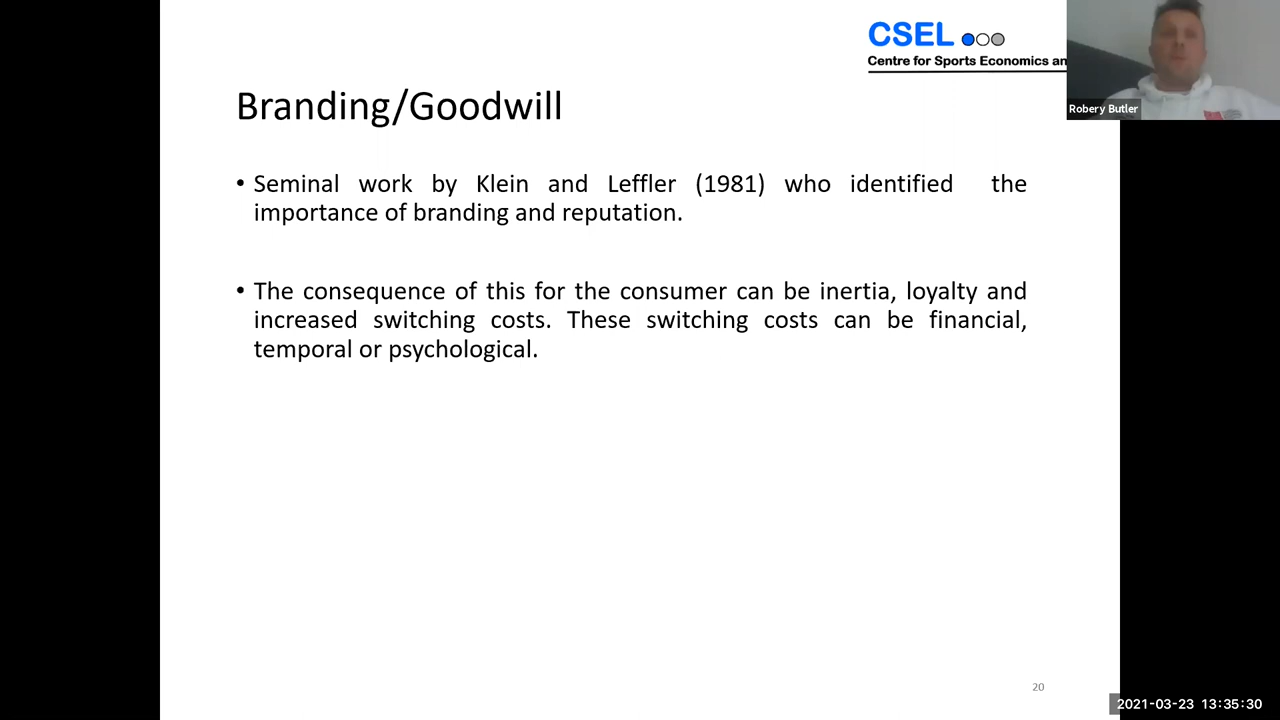 CSEL
Centre for Sports Economics an
Robery Butler
Branding/Goodwill
• Seminal work by Klein and Leffler (1981) who identified the
importance of branding and reputation.
• The consequence of this for the consumer can be inertia, loyalty and
increased switching costs. These switching costs can be financial,
temporal or psychological.
20
2021-03-23 13:35:30